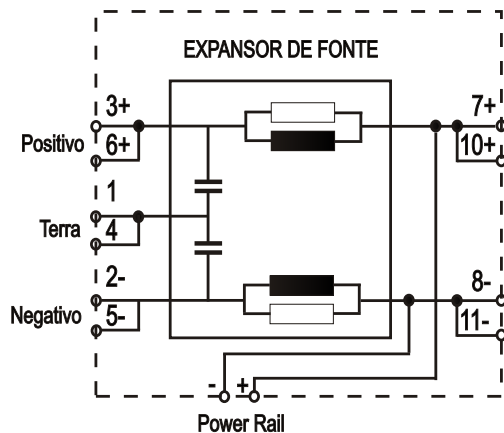 EXPANSOR DE FONTE
3+
7+
Positivo
6+
10+
1
Terra
4
2-
8-
Negativo
5-
11-
- +
Power Rail